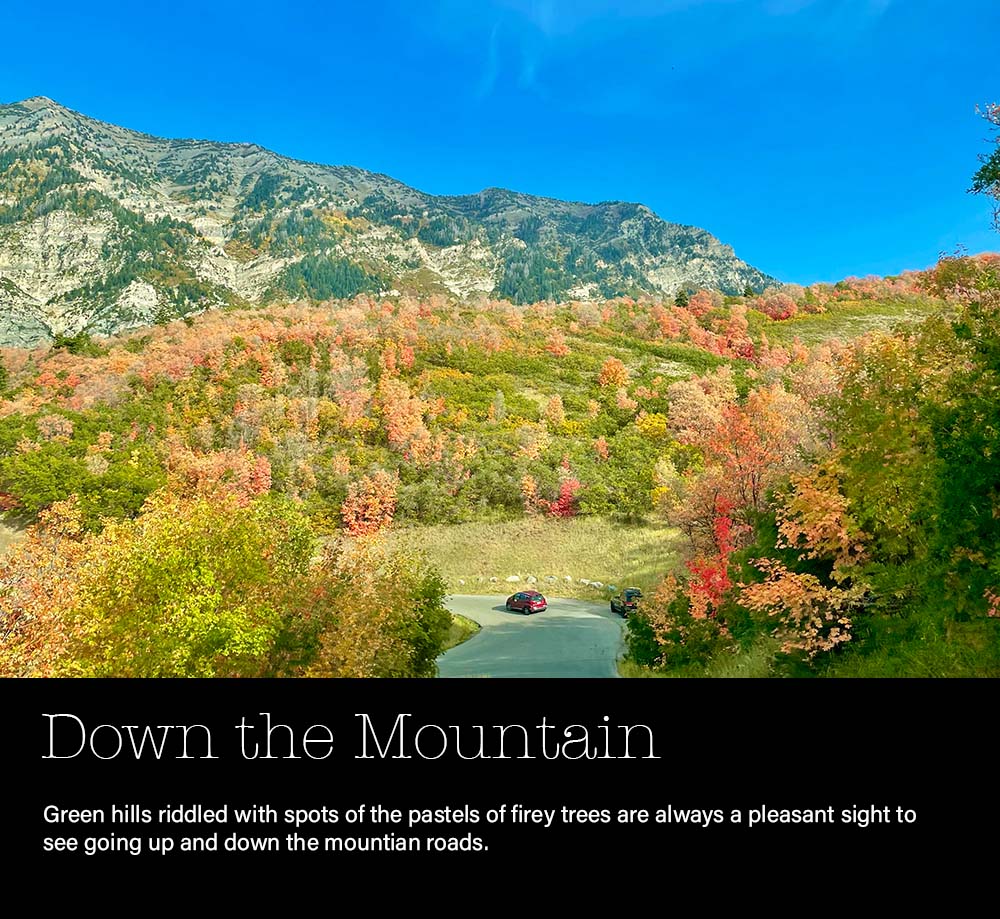 Down the Mountain
Green hills riddled with spots of the pastels of firey trees are always a pleasant sight to
see going up and down the mountian roads.